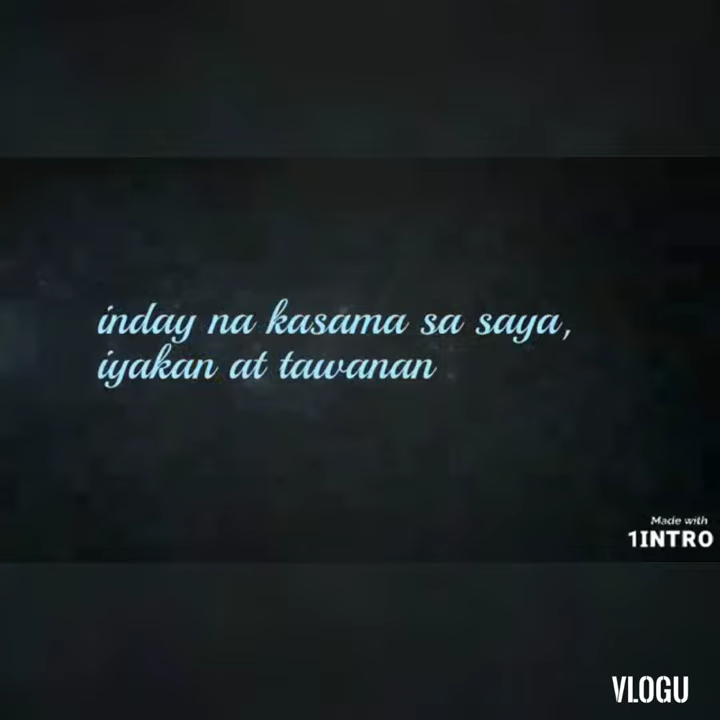 inday na kasama sa saya,
iyakan at tawanan
Made with
1INTRO
VLOGU